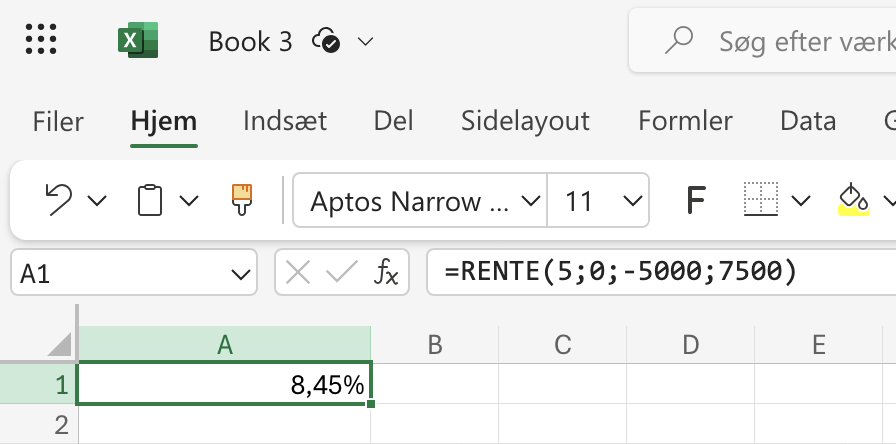 X Book 3 Søg efter værk
Filer Hjem Indsæt Del Sidelayout Formler Data
Aptos Narrow ... 11 F
A1 fx =RENTE(5;0;-5000;7500)
A B C D E
1 8,45%
2